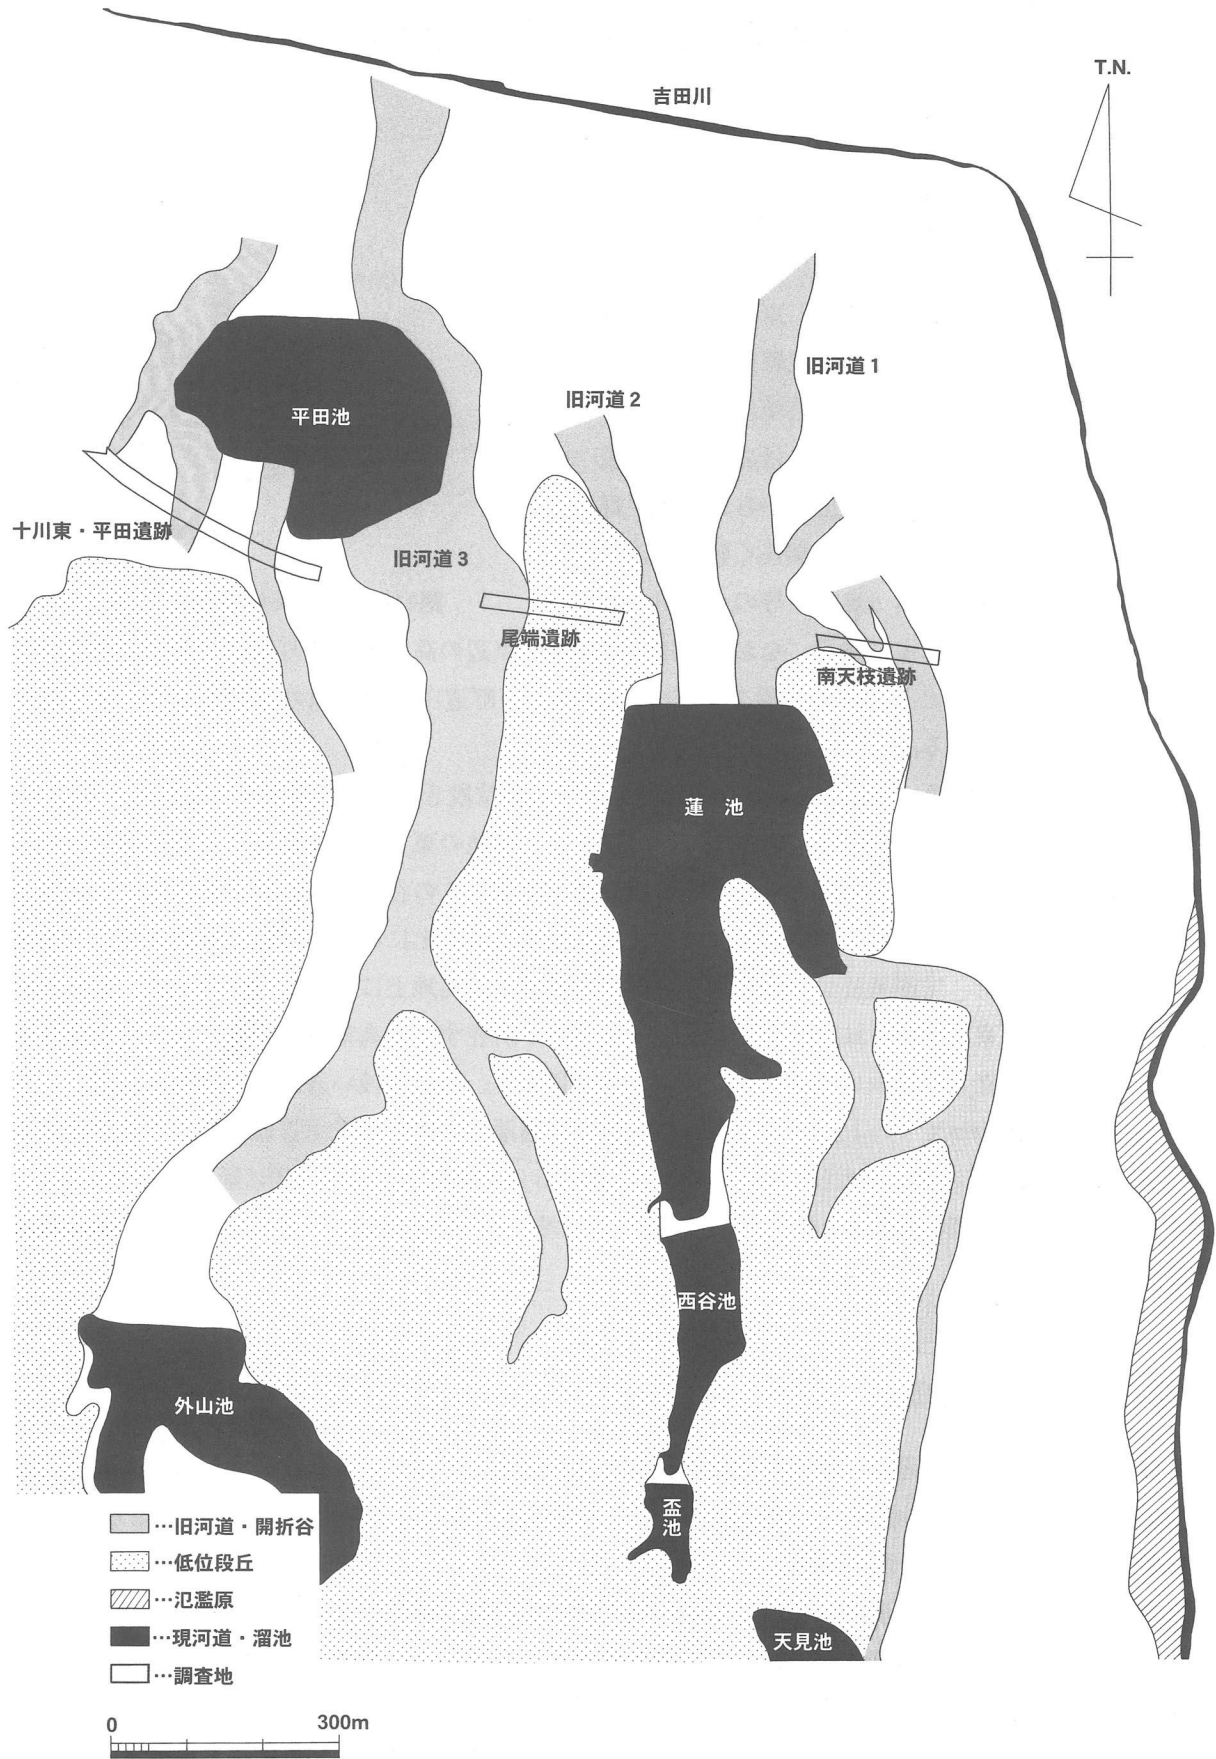 T.N.
吉田川
旧河道 1
旧河道 2
平田池
十川東・平田遺跡
旧河道 3
尾端遺跡
南天枝遺跡
蓮 池
西谷池
外山池
盃池
天見池
…旧河道・開折谷
…低位段丘
…氾濫原
…現河道・溜池
…調査地
0 300m